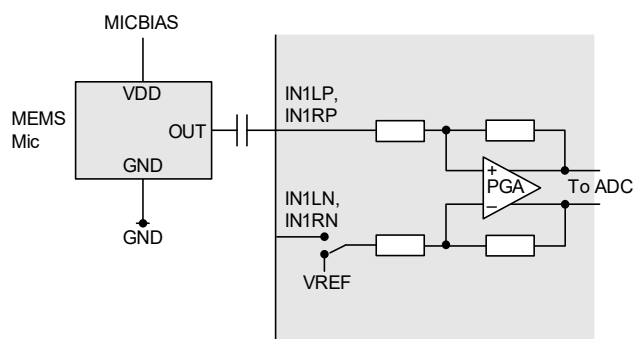 MICBIAS
VDD
MEMS
Mic
OUT
GND
GND
IN1LP,
IN1RP
+
PGA
–
To ADC
IN1LN,
IN1RN
VREF